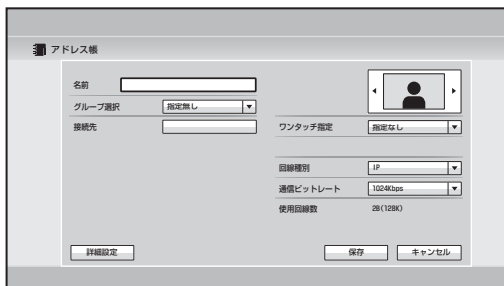 アドレス帳
名前
グループ選択 指定無し
接続先
ワンタッチ指定 指定なし
回線種別 IP
通信ビットレート 1024Kbps
使用回線数 2B(128K)
詳細設定 保存 キャンセル